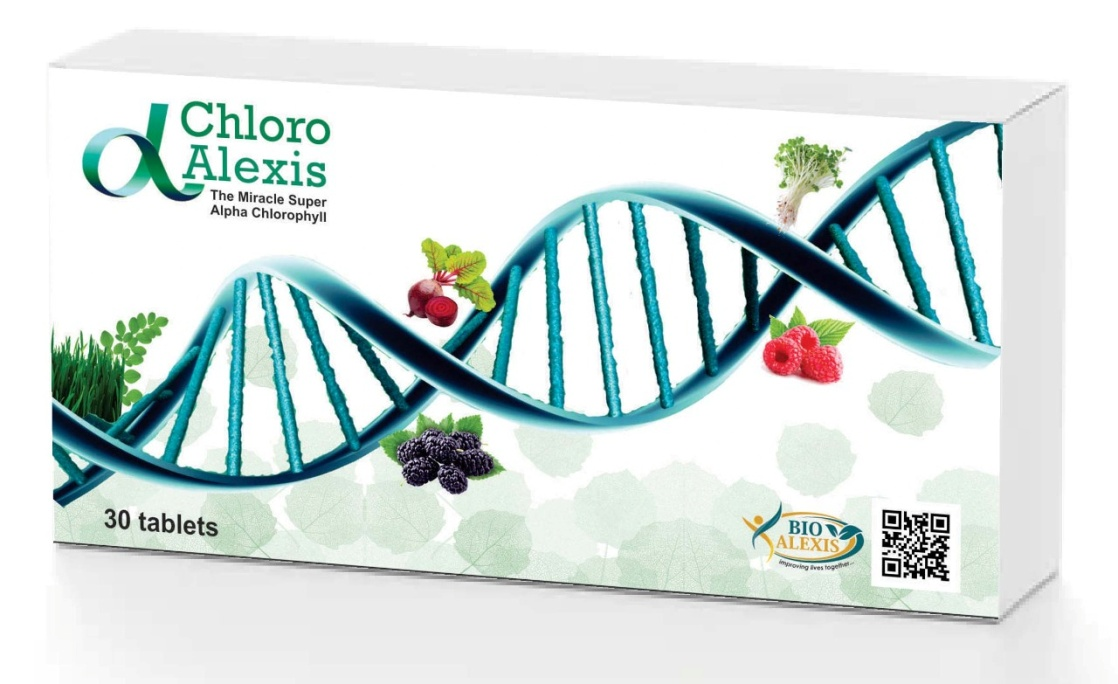 Chloro
Alexis
The Miracle Super
Alpha Chlorophyll
30 tablets
BIO
ALEXIS
improving lives together...